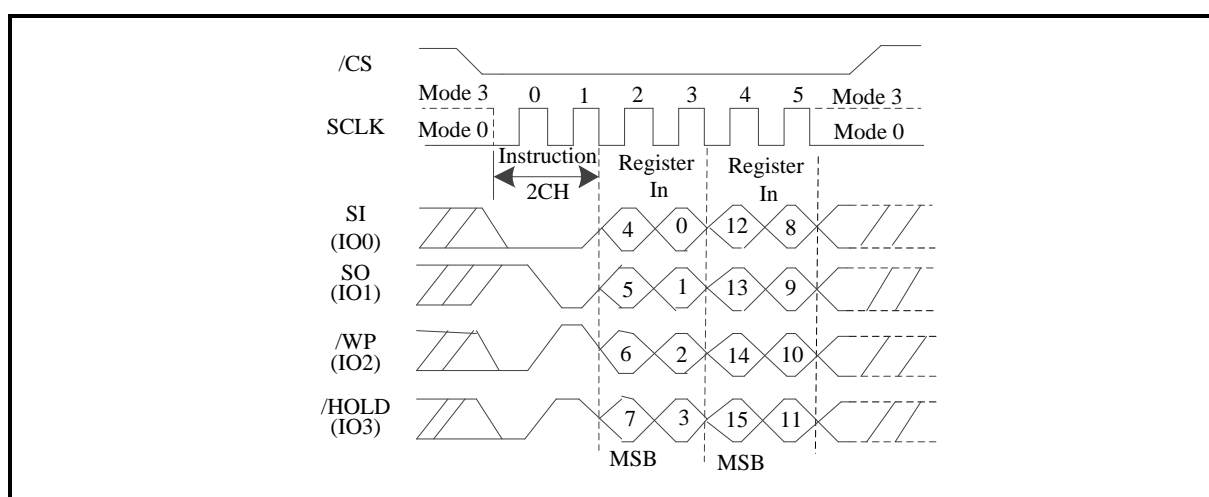 /CS
Mode 3 0 1 2 3 4 5 Mode 3
SCLK Mode 0 Mode 0
Instruction Register Register
2CH In In
SI
(IO0) 4 0 12 8
SO
(IO1) 5 1 13 9
/WP
(IO2) 6 2 14 10
/HOLD
(IO3) 7 3 15 11
MSB MSB